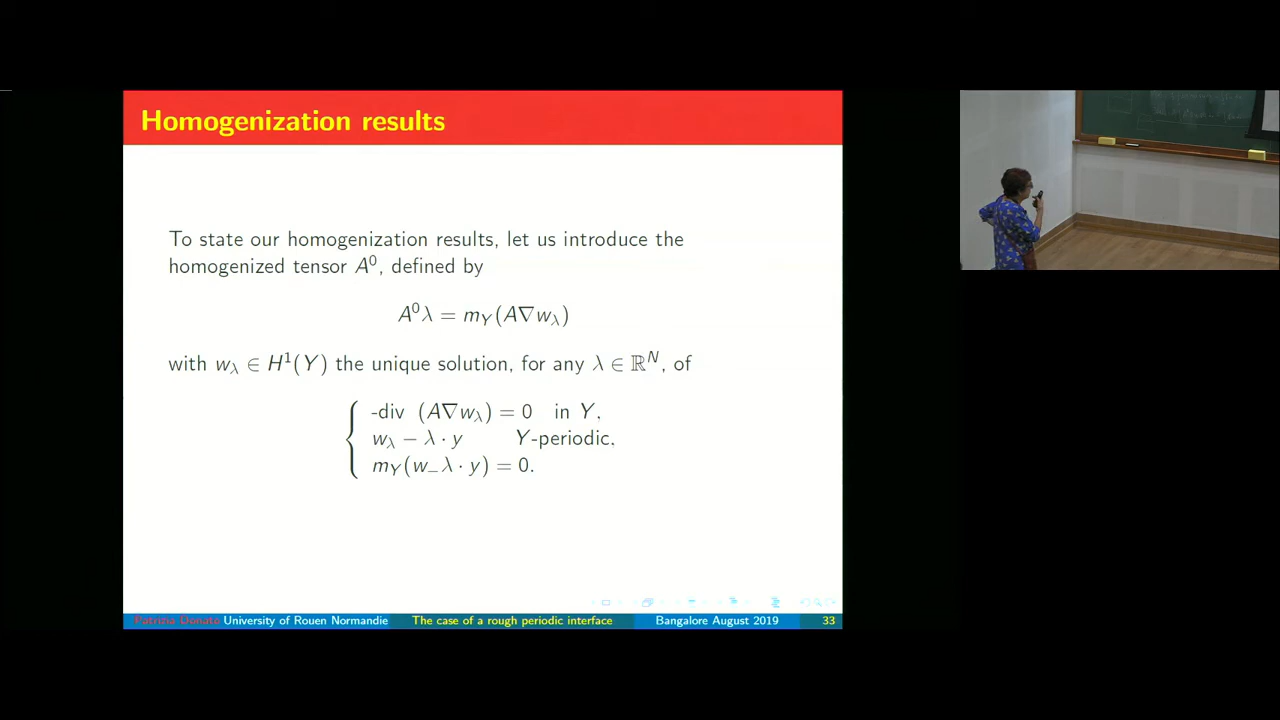 Homogenization results
To state our homogenization results, let us introduce the
homogenized tensor A⁰, defined by
A⁰λ = m_Y(A∇w_λ)
with w_λ ∈ H¹(Y) the unique solution, for any λ ∈ ℝᴺ, of
-div (A∇w_λ) = 0 in Y,
w_λ − λ · y Y-periodic,
m_Y(w_−λ · y) = 0.
Patrizia Donato University of Rouen Normandie The case of a rough periodic interface Bangalore August 2019 33